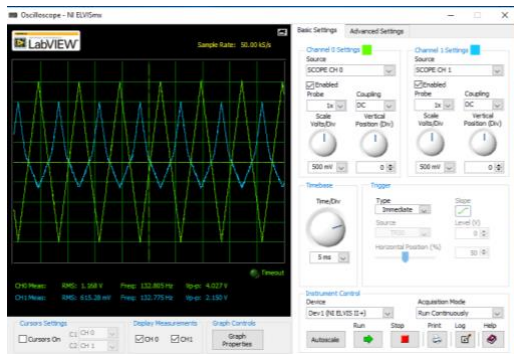 Oscilloscope - NI ELVISmx
LabVIEW
Sample Rate: 50.00 kS/s
Timeout
CH0 Meas: RMS: 1.168 V Freq: 132.805 Hz Vp-p: 4.027 V
CH1 Meas: RMS: 615.28 mV Freq: 132.775 Hz Vp-p: 2.150 V
Cursors Settings
Cursors On
C1 CH 0
C2 CH 1
Display Measurements
CH0 CH1
Graph Controls
Graph
Properties
Basic Settings Advanced Settings
Channel 0 Settings
Source
SCOPE CH 0
Enabled
Probe Coupling
1x DC
Scale Vertical
Volts/Div Position (Div)
500 mV 0
Channel 1 Settings
Source
SCOPE CH 1
Enabled
Probe Coupling
1x DC
Scale Vertical
Volts/Div Position (Div)
500 mV 0
Timebase
Time/Div
5 ms
Trigger
Type Slope
Immediate
Source Level (V)
0
Horizontal Position (%)
50
Instrument Control
Device Acquisition Mode
Dev1 (NI ELVIS II+) Run Continuously
Run Stop Print Log Help
Autoscale